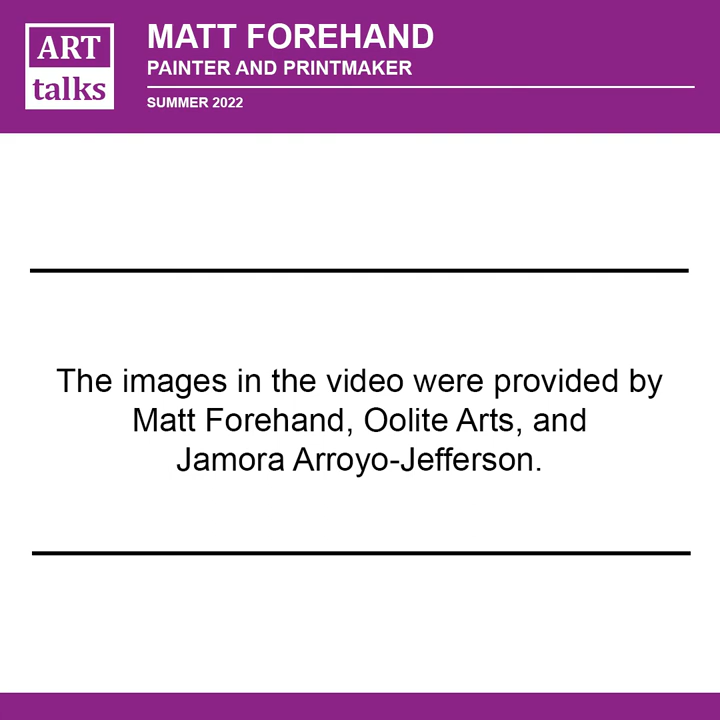 ART
talks
MATT FOREHAND
PAINTER AND PRINTMAKER
SUMMER 2022
The images in the video were provided by
Matt Forehand, Oolite Arts, and
Jamora Arroyo-Jefferson.